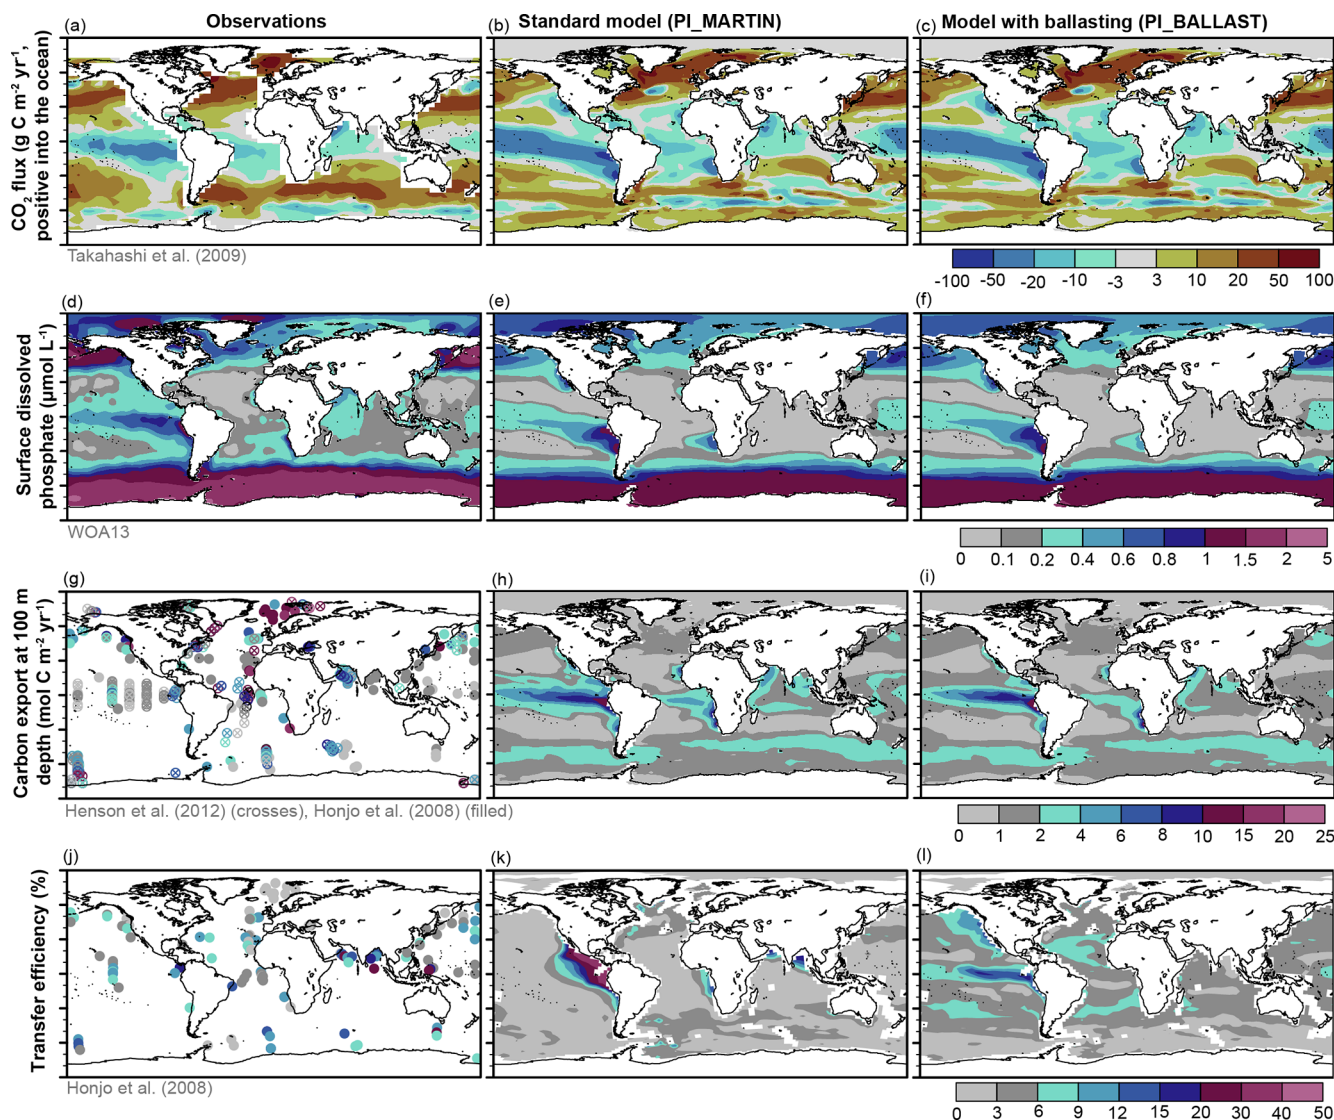 (a) Observations
(b) Standard model (PI_MARTIN)
(c) Model with ballasting (PI_BALLAST)
CO2 flux (g C m⁻² yr⁻¹,
positive into the ocean)
Takahashi et al. (2009)
-100 -50 -20 -10 -3 3 10 20 50 100
(d)
(e)
(f)
Surface dissolved
phosphate (µmol L⁻¹)
WOA13
0 0.1 0.2 0.4 0.6 0.8 1 1.5 2 5
(g)
(h)
(i)
Carbon export at 100 m
depth (mol C m⁻² yr⁻¹)
Henson et al. (2012) (crosses), Honjo et al. (2008) (filled)
0 1 2 4 6 8 10 15 20 25
(j)
(k)
(l)
Transfer efficiency (%)
Honjo et al. (2008)
0 3 6 9 12 15 20 30 40 50